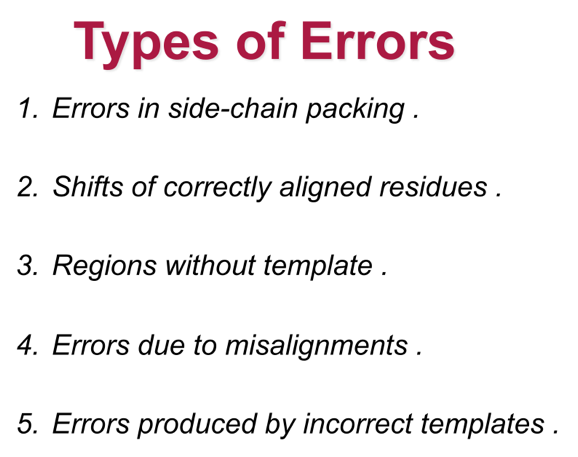 Types of Errors
1. Errors in side-chain packing .
2. Shifts of correctly aligned residues .
3. Regions without template .
4. Errors due to misalignments .
5. Errors produced by incorrect templates .